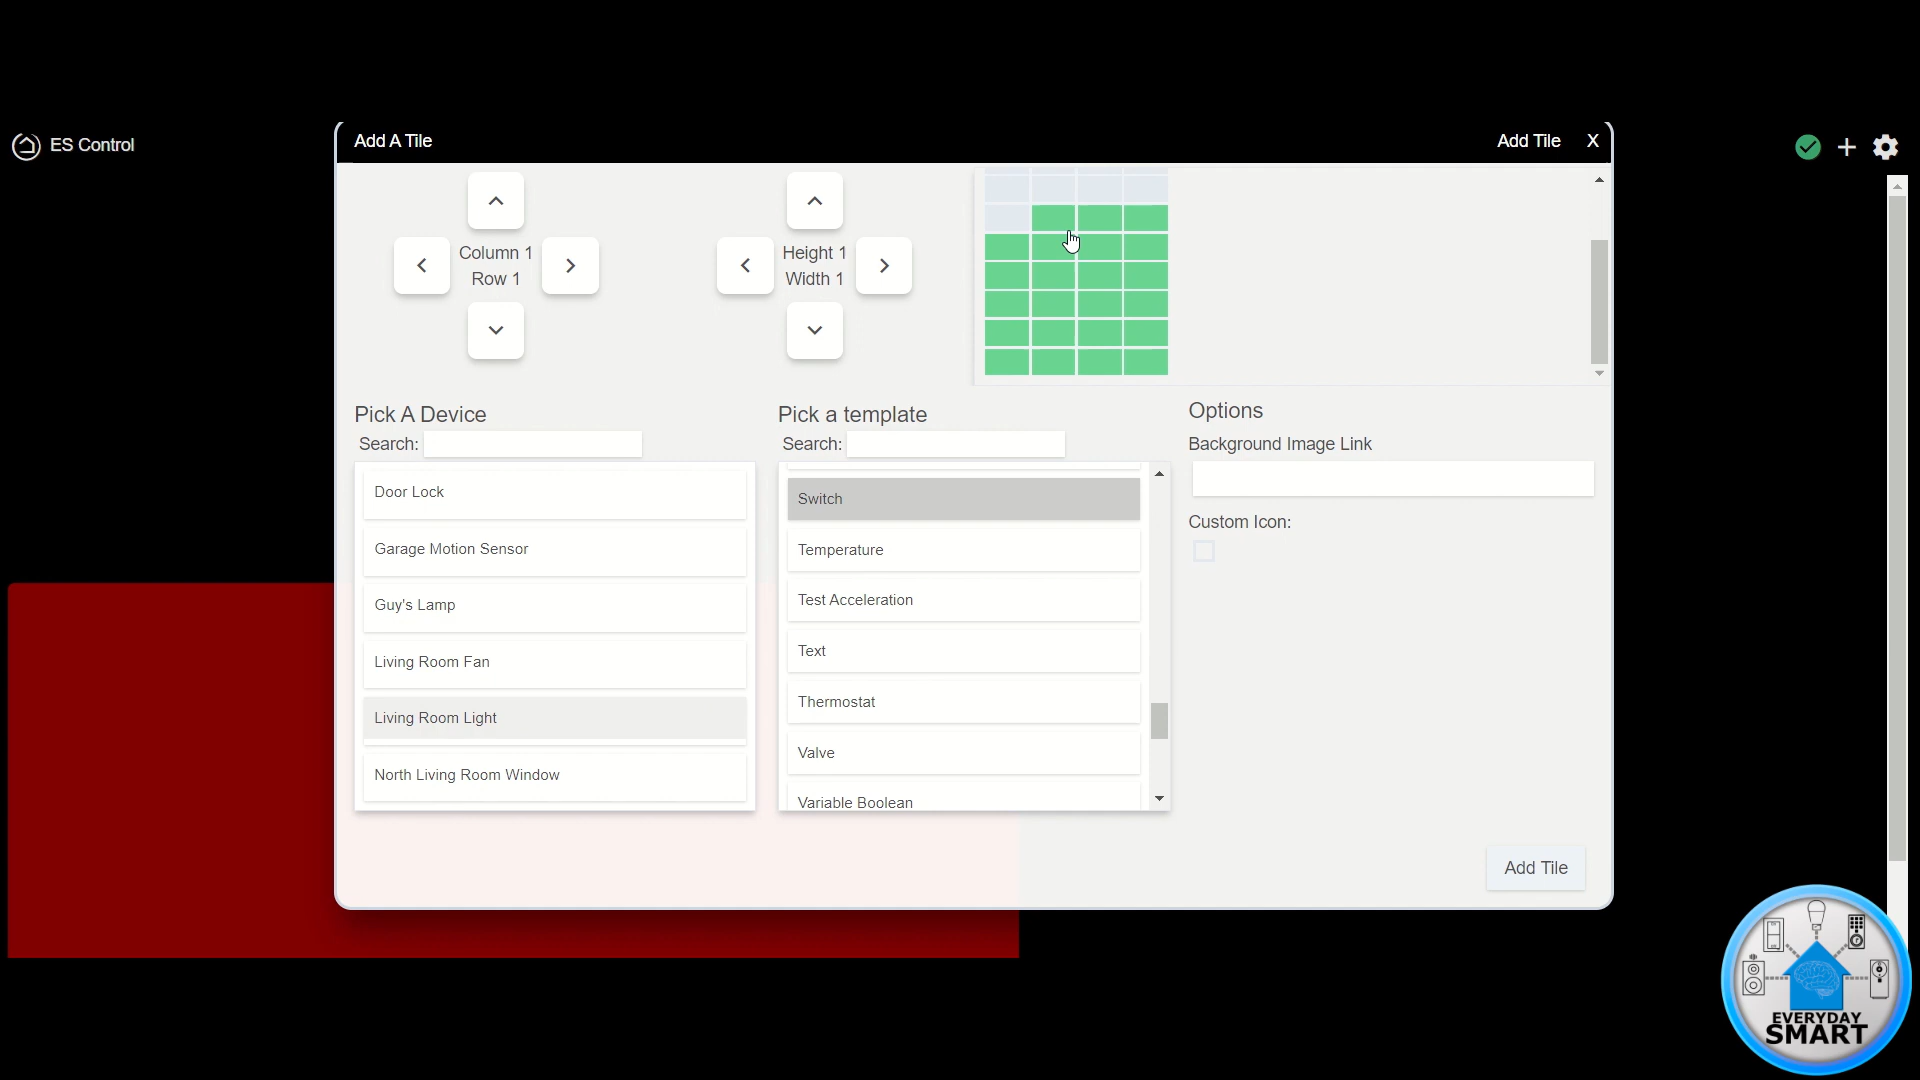 ES Control
Add A Tile
Add Tile
X
Column 1
Row 1
Height 1
Width 1
Pick A Device
Search:
Door Lock
Garage Motion Sensor
Guy's Lamp
Living Room Fan
Living Room Light
North Living Room Window
Pick a template
Search:
Switch
Temperature
Test Acceleration
Text
Thermostat
Valve
Variable Boolean
Options
Background Image Link
Custom Icon:
Add Tile
EVERYDAY
SMART